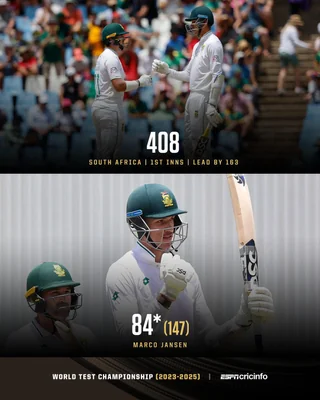 408
SOUTH AFRICA | 1ST INNS | LEAD BY 163
84* (147)
MARCO JANSEN
WORLD TEST CHAMPIONSHIP (2023-2025) | ESPNcricinfo